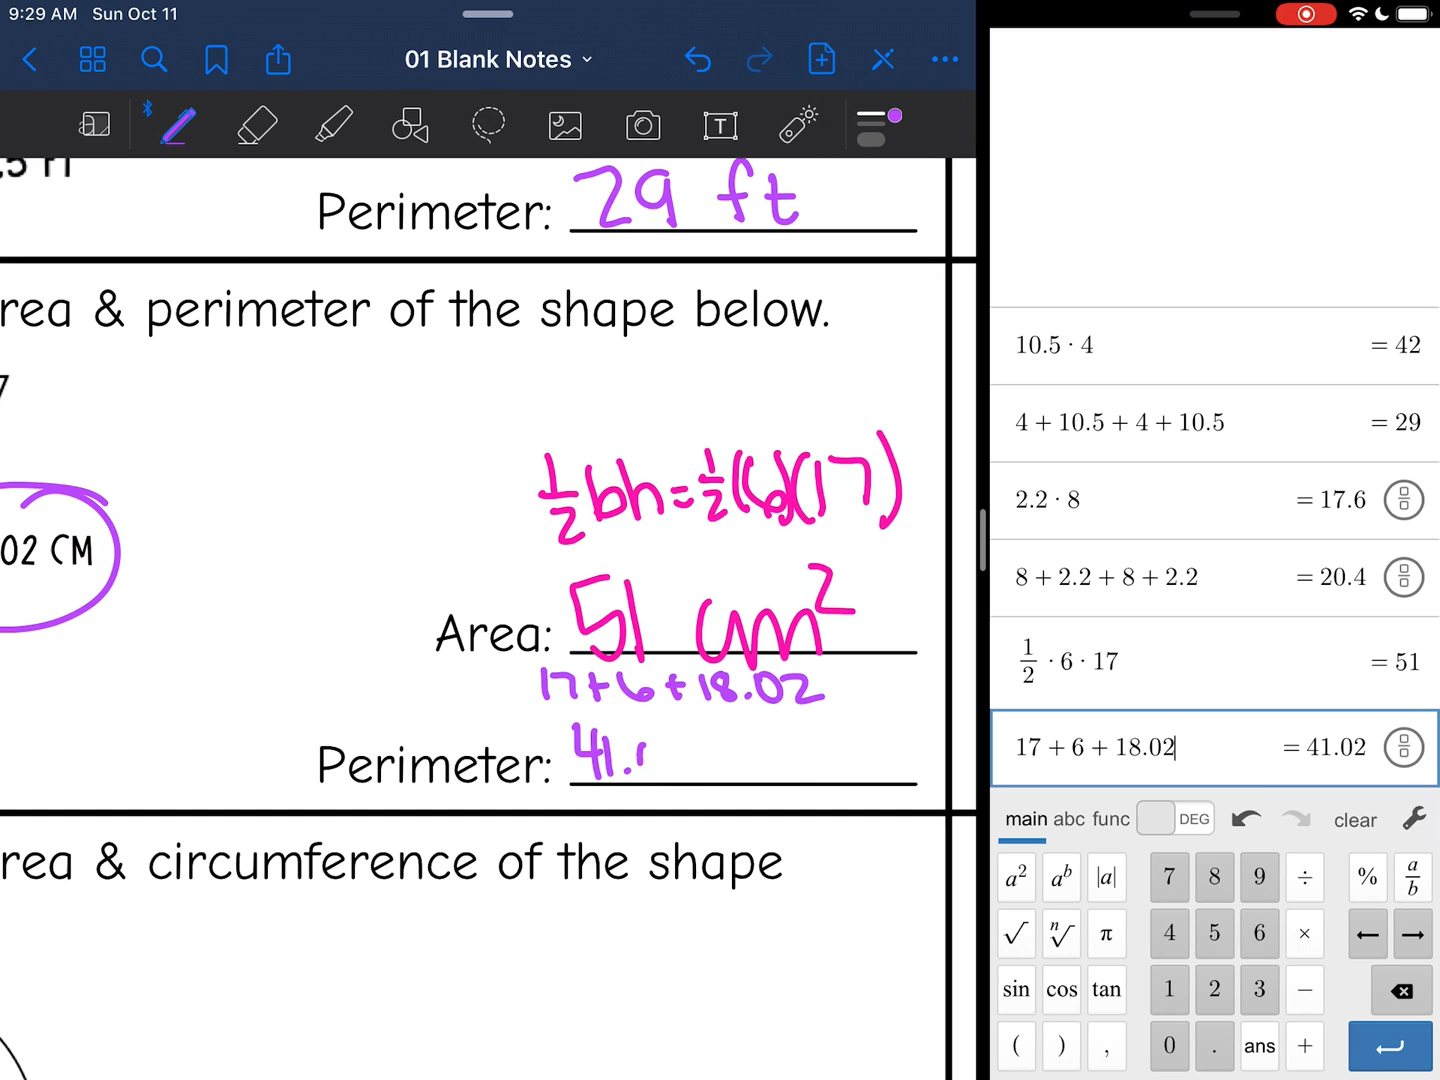 9:29 AM Sun Oct 11
01 Blank Notes
T
.5 FT
Perimeter: 29 ft
rea & perimeter of the shape below.
7
½bh=½(6)(17)
02 CM
Area: 51 cm²
17+6+18.02
Perimeter: 41.0
rea & circumference of the shape
10.5 · 4 = 42
4 + 10.5 + 4 + 10.5 = 29
2.2 · 8 = 17.6
8 + 2.2 + 8 + 2.2 = 20.4
1/2 · 6 · 17 = 51
17 + 6 + 18.02 = 41.02
main abc func DEG clear
a² aᵇ |a| 7 8 9 ÷ % a/b
√ ⁿ√ π 4 5 6 × ← →
sin cos tan 1 2 3 −
( ) , 0 . ans +